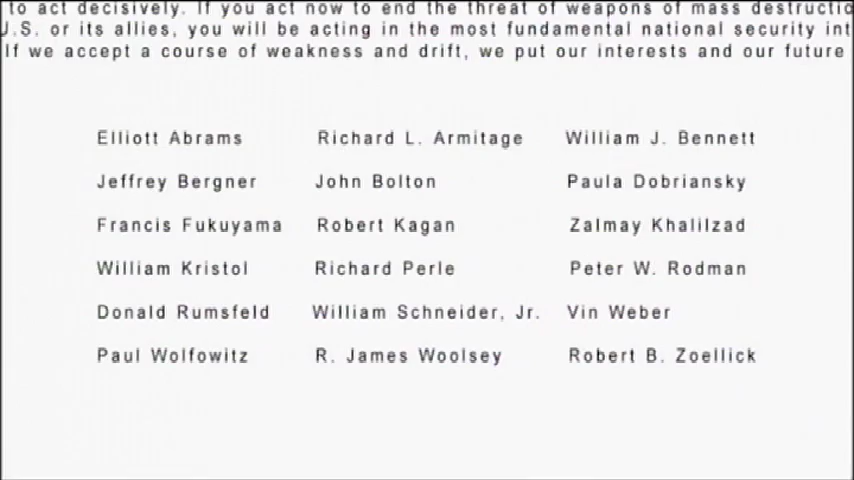 to act decisively. If you act now to end the threat of weapons of mass destructio
U.S. or its allies, you will be acting in the most fundamental national security int
If we accept a course of weakness and drift, we put our interests and our future
Elliott Abrams Richard L. Armitage William J. Bennett
Jeffrey Bergner John Bolton Paula Dobriansky
Francis Fukuyama Robert Kagan Zalmay Khalilzad
William Kristol Richard Perle Peter W. Rodman
Donald Rumsfeld William Schneider, Jr. Vin Weber
Paul Wolfowitz R. James Woolsey Robert B. Zoellick